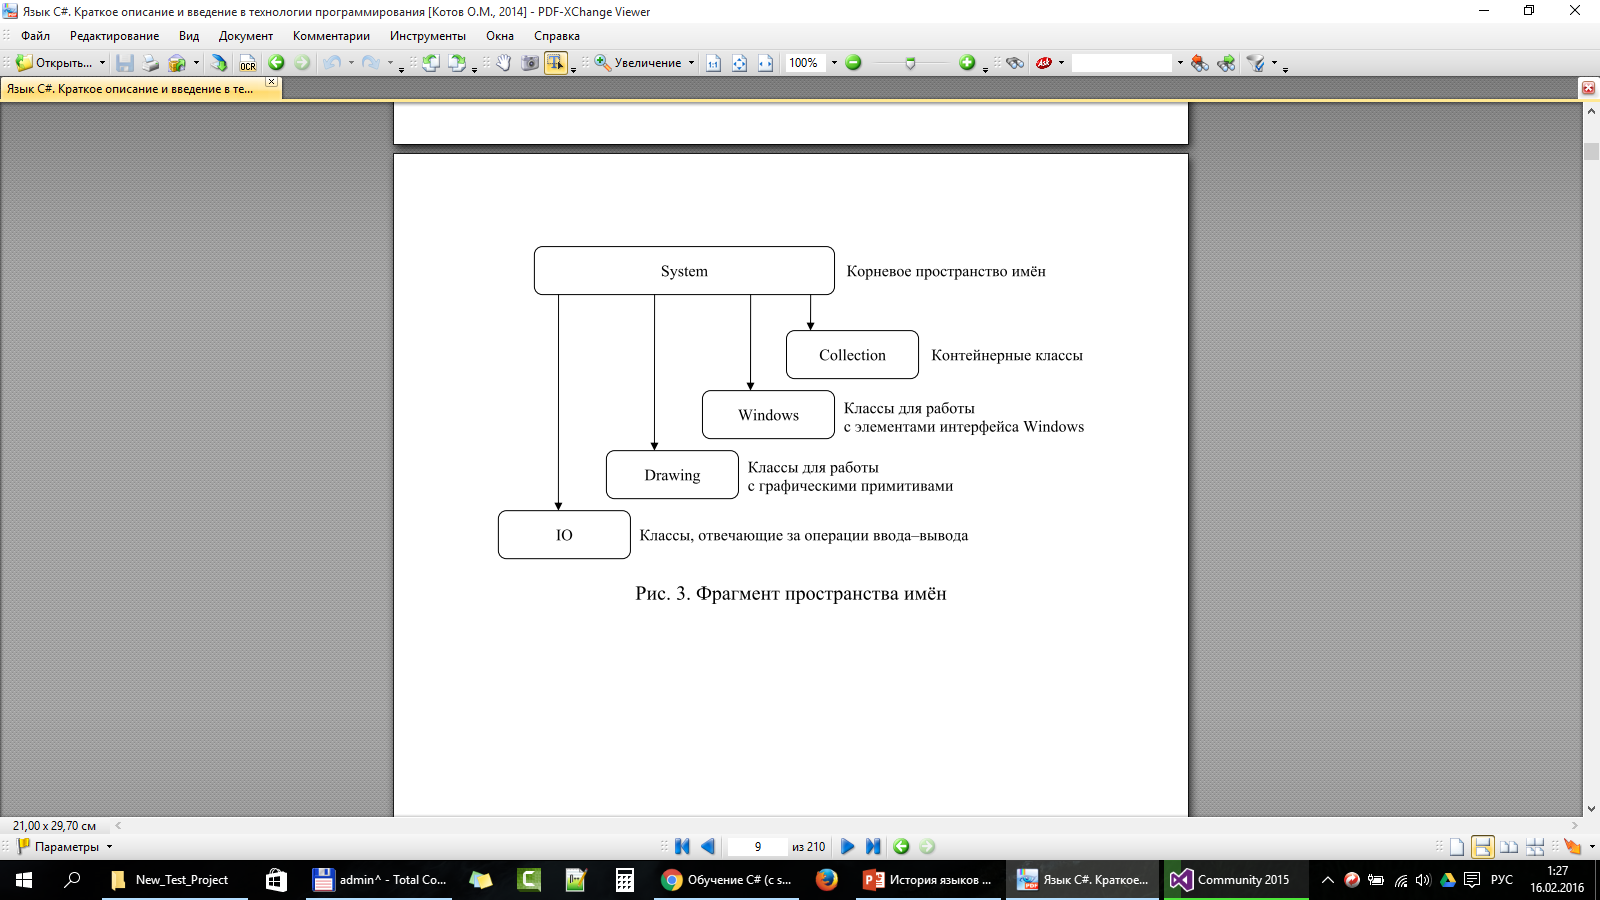 Язык C#. Краткое описание и введение в технологии программирования [Котов О.М., 2014] - PDF-XChange Viewer
Файл Редактирование Вид Документ Комментарии Инструменты Окна Справка
Открыть... OCR Увеличение 1:1 100% Ask
Язык C#. Краткое описание и введение в те...
System Корневое пространство имён
Collection Контейнерные классы
Windows Классы для работы
с элементами интерфейса Windows
Drawing Классы для работы
с графическими примитивами
IO Классы, отвечающие за операции ввода–вывода
Рис. 3. Фрагмент пространства имён
21,00 x 29,70 см
Параметры 9 из 210
New_Test_Project admin^ - Total Co... Обучение C# (с s... История языков ... Язык C#. Краткое... Community 2015 РУС 1:27
16.02.2016